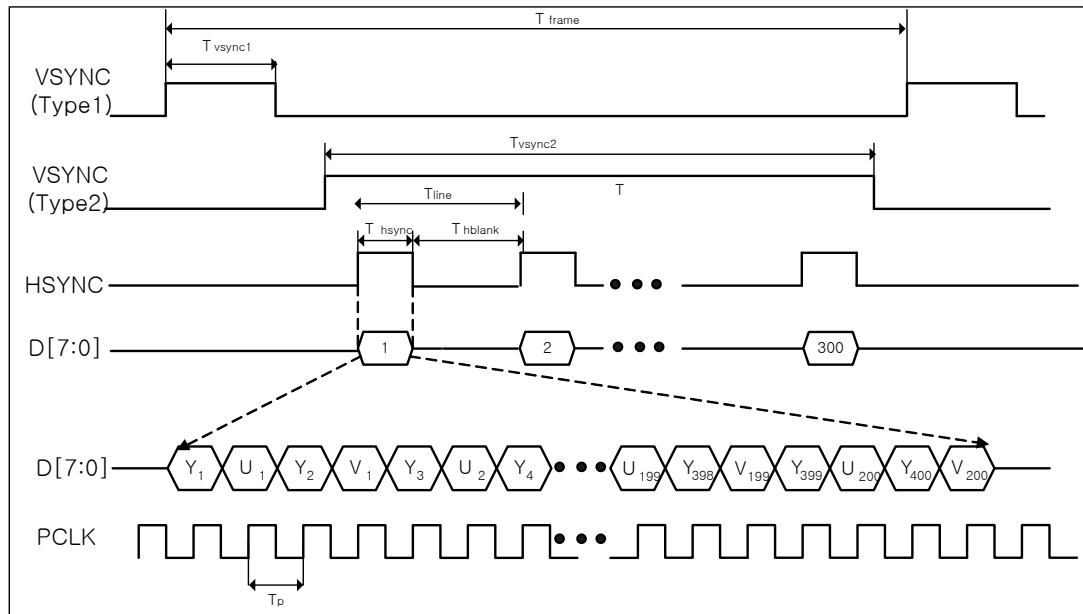 T frame
T vsync1
VSYNC
(Type1)
Tvsync2
VSYNC
(Type2)
T
Tline
T hsync
T hblank
HSYNC
D[7:0]
1 2 300
D[7:0]
Y1 U1 Y2 V1 Y3 U2 Y4 U199 Y398 V199 Y399 U200 Y400 V200
PCLK
Tp